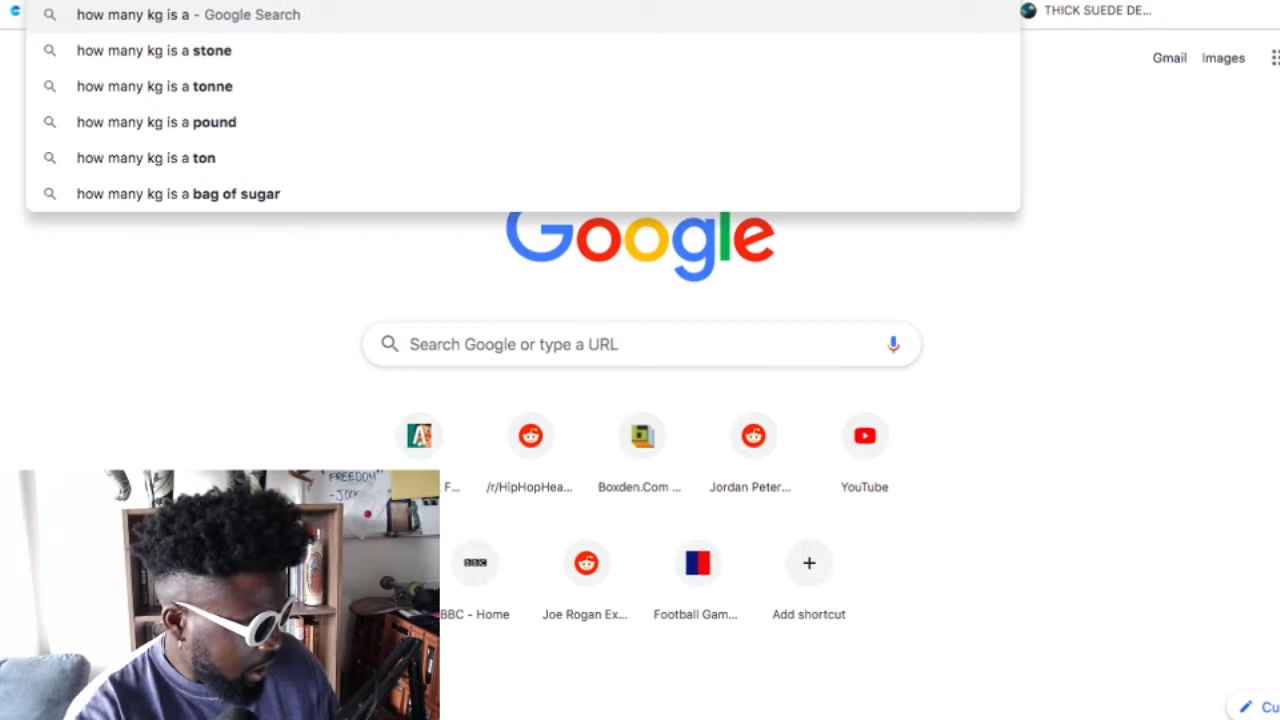 how many kg is a - Google Search
THICK SUEDE DE...
how many kg is a stone
how many kg is a tonne
how many kg is a pound
how many kg is a ton
how many kg is a bag of sugar
Gmail Images
Google
Search Google or type a URL
F... /r/HipHopHea... Boxden.Com ... Jordan Peter... YouTube
"FREEDOM"
BBC
BBC - Home Joe Rogan Ex... Football Gam... Add shortcut
Cu